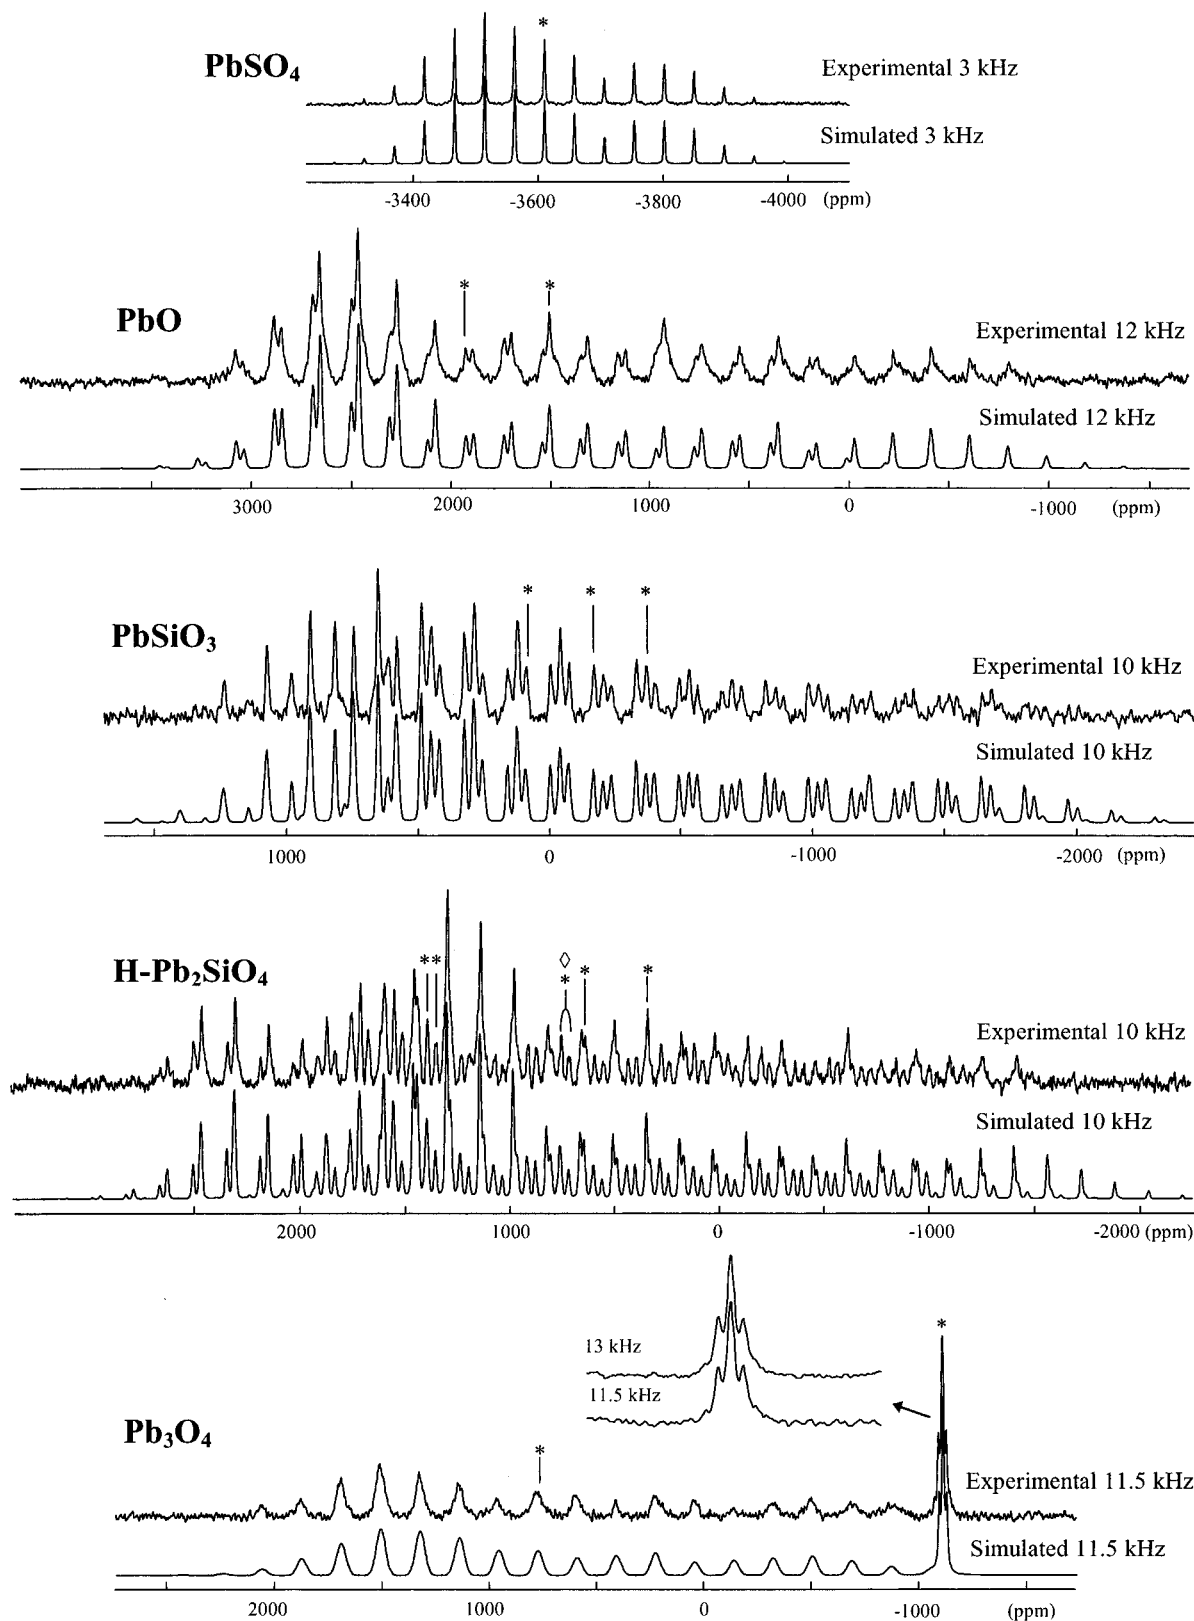 *
PbSO4
Experimental 3 kHz
Simulated 3 kHz
-3400 -3600 -3800 -4000 (ppm)
* *
PbO
Experimental 12 kHz
Simulated 12 kHz
3000 2000 1000 0 -1000 (ppm)
* * *
PbSiO3
Experimental 10 kHz
Simulated 10 kHz
1000 0 -1000 -2000 (ppm)
◊
** * * *
H-Pb2SiO4
Experimental 10 kHz
Simulated 10 kHz
2000 1000 0 -1000 -2000 (ppm)
*
13 kHz
11.5 kHz
Pb3O4
*
Experimental 11.5 kHz
Simulated 11.5 kHz
2000 1000 0 -1000 (ppm)